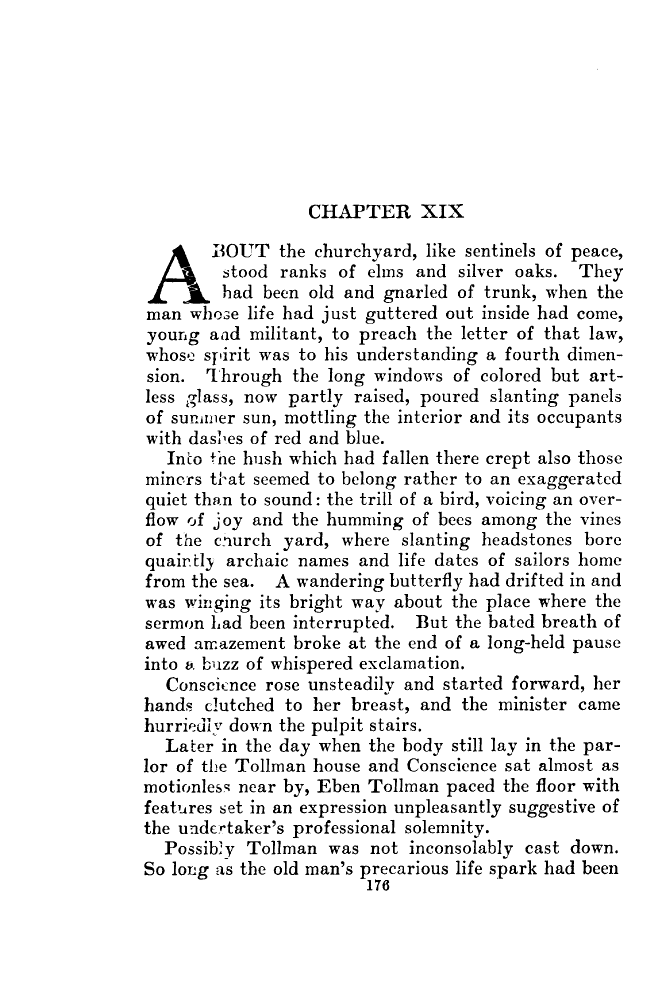 CHAPTER XIX
ABOUT the churchyard, like sentinels of peace,
stood ranks of elms and silver oaks. They
had been old and gnarled of trunk, when the
man whose life had just guttered out inside had come,
young and militant, to preach the letter of that law,
whose spirit was to his understanding a fourth dimen-
sion. Through the long windows of colored but art-
less glass, now partly raised, poured slanting panels
of summer sun, mottling the interior and its occupants
with dashes of red and blue.
Into the hush which had fallen there crept also those
minors that seemed to belong rather to an exaggerated
quiet than to sound: the trill of a bird, voicing an over-
flow of joy and the humming of bees among the vines
of the church yard, where slanting headstones bore
quaintly archaic names and life dates of sailors home
from the sea. A wandering butterfly had drifted in and
was winging its bright way about the place where the
sermon had been interrupted. But the bated breath of
awed amazement broke at the end of a long-held pause
into a buzz of whispered exclamation.
Conscience rose unsteadily and started forward, her
hands clutched to her breast, and the minister came
hurriedly down the pulpit stairs.
Later in the day when the body still lay in the par-
lor of the Tollman house and Conscience sat almost as
motionless near by, Eben Tollman paced the floor with
features set in an expression unpleasantly suggestive of
the undertaker's professional solemnity.
Possibly Tollman was not inconsolably cast down.
So long as the old man's precarious life spark had been
176